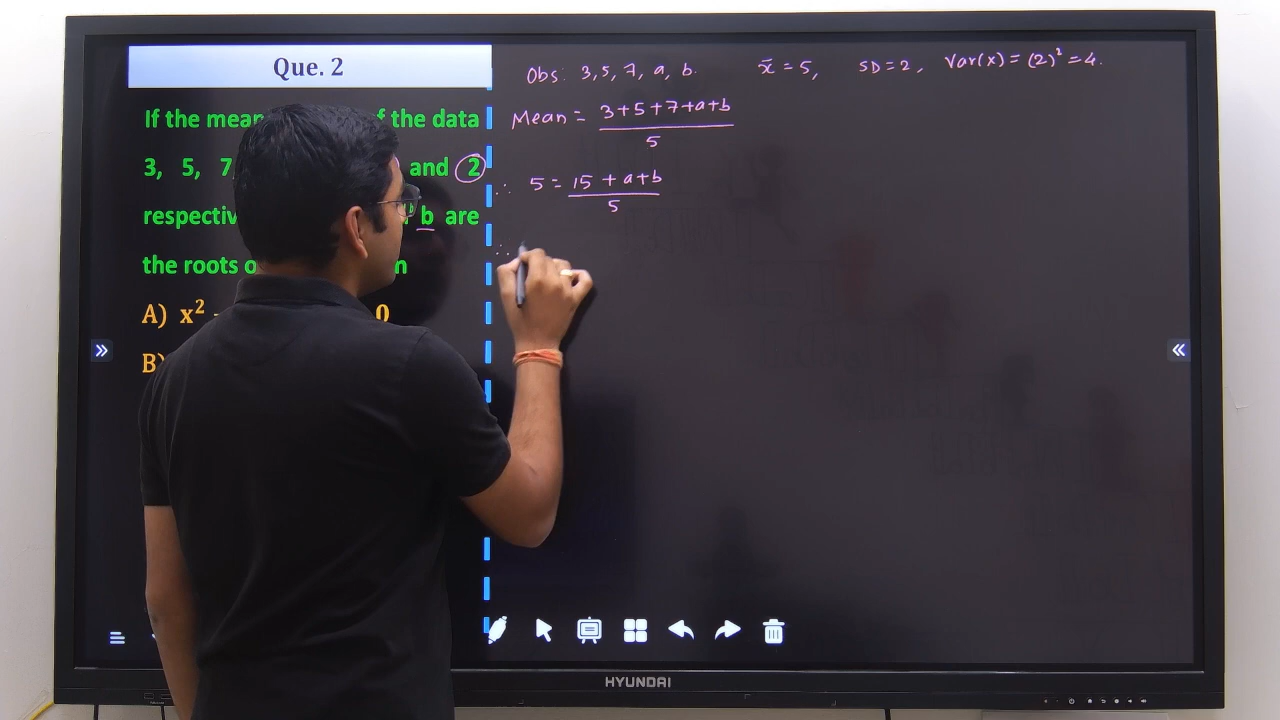 Que. 2
If the mean of the data
3, 5, 7 and 2
b are
the roots
A) x² 0
B)
Obs: 3, 5, 7, a, b. x̄ = 5, SD = 2, Var(x) = (2)² = 4.
Mean = 3+5+7+a+b / 5
∴ 5 = 15 + a+b / 5
∴
HYUNDAI